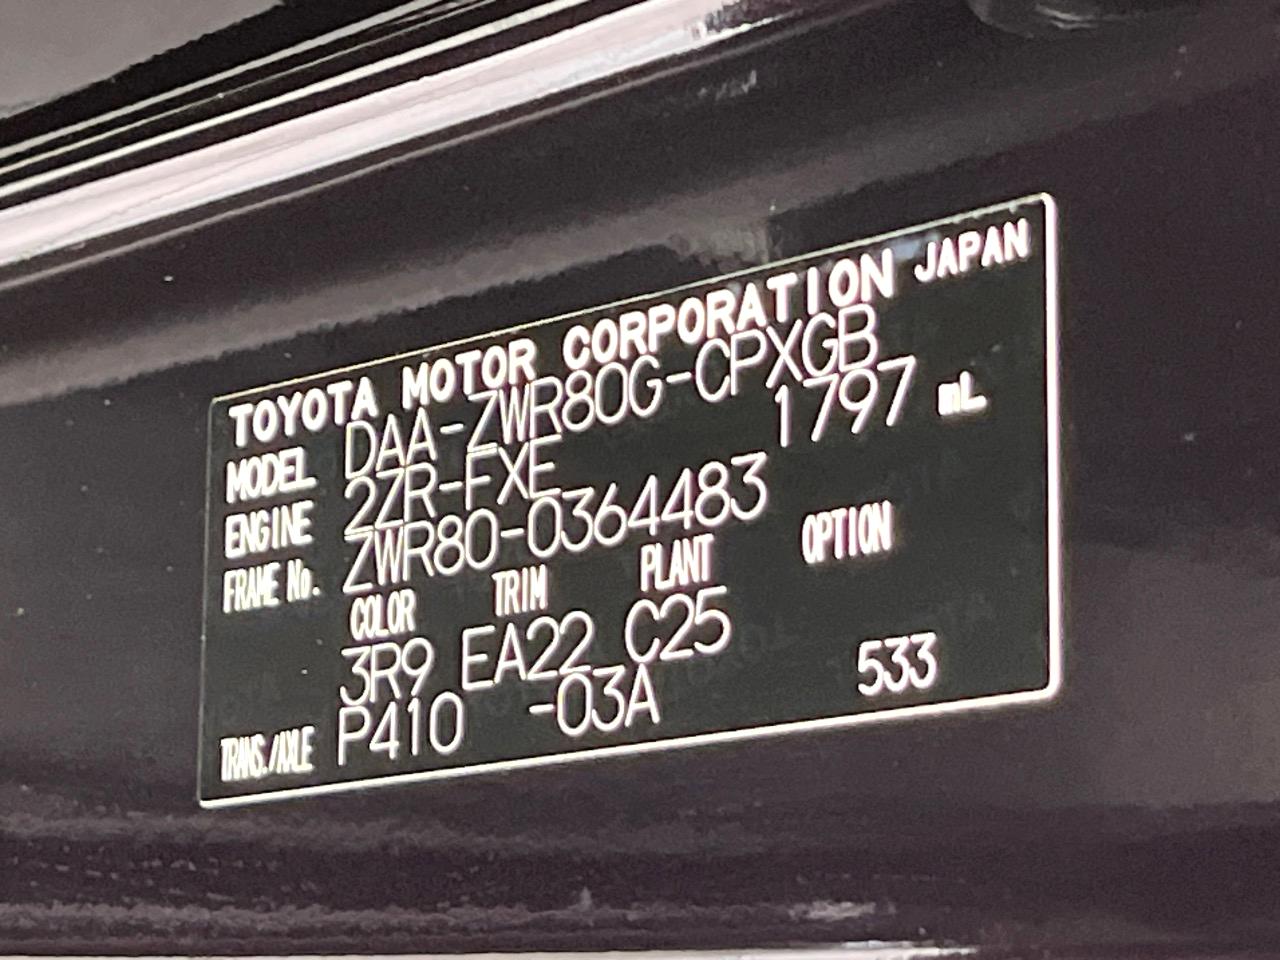 TOYOTA MOTOR CORPORATION JAPAN
MODEL DAA-ZWR80G-CPXGB
ENGINE 2ZR-FXE 1797 mL
FRAME No. ZWR80-0364483
COLOR TRIM PLANT OPTION
3R9 EA22 C25
TRANS./AXLE P410 -03A 533